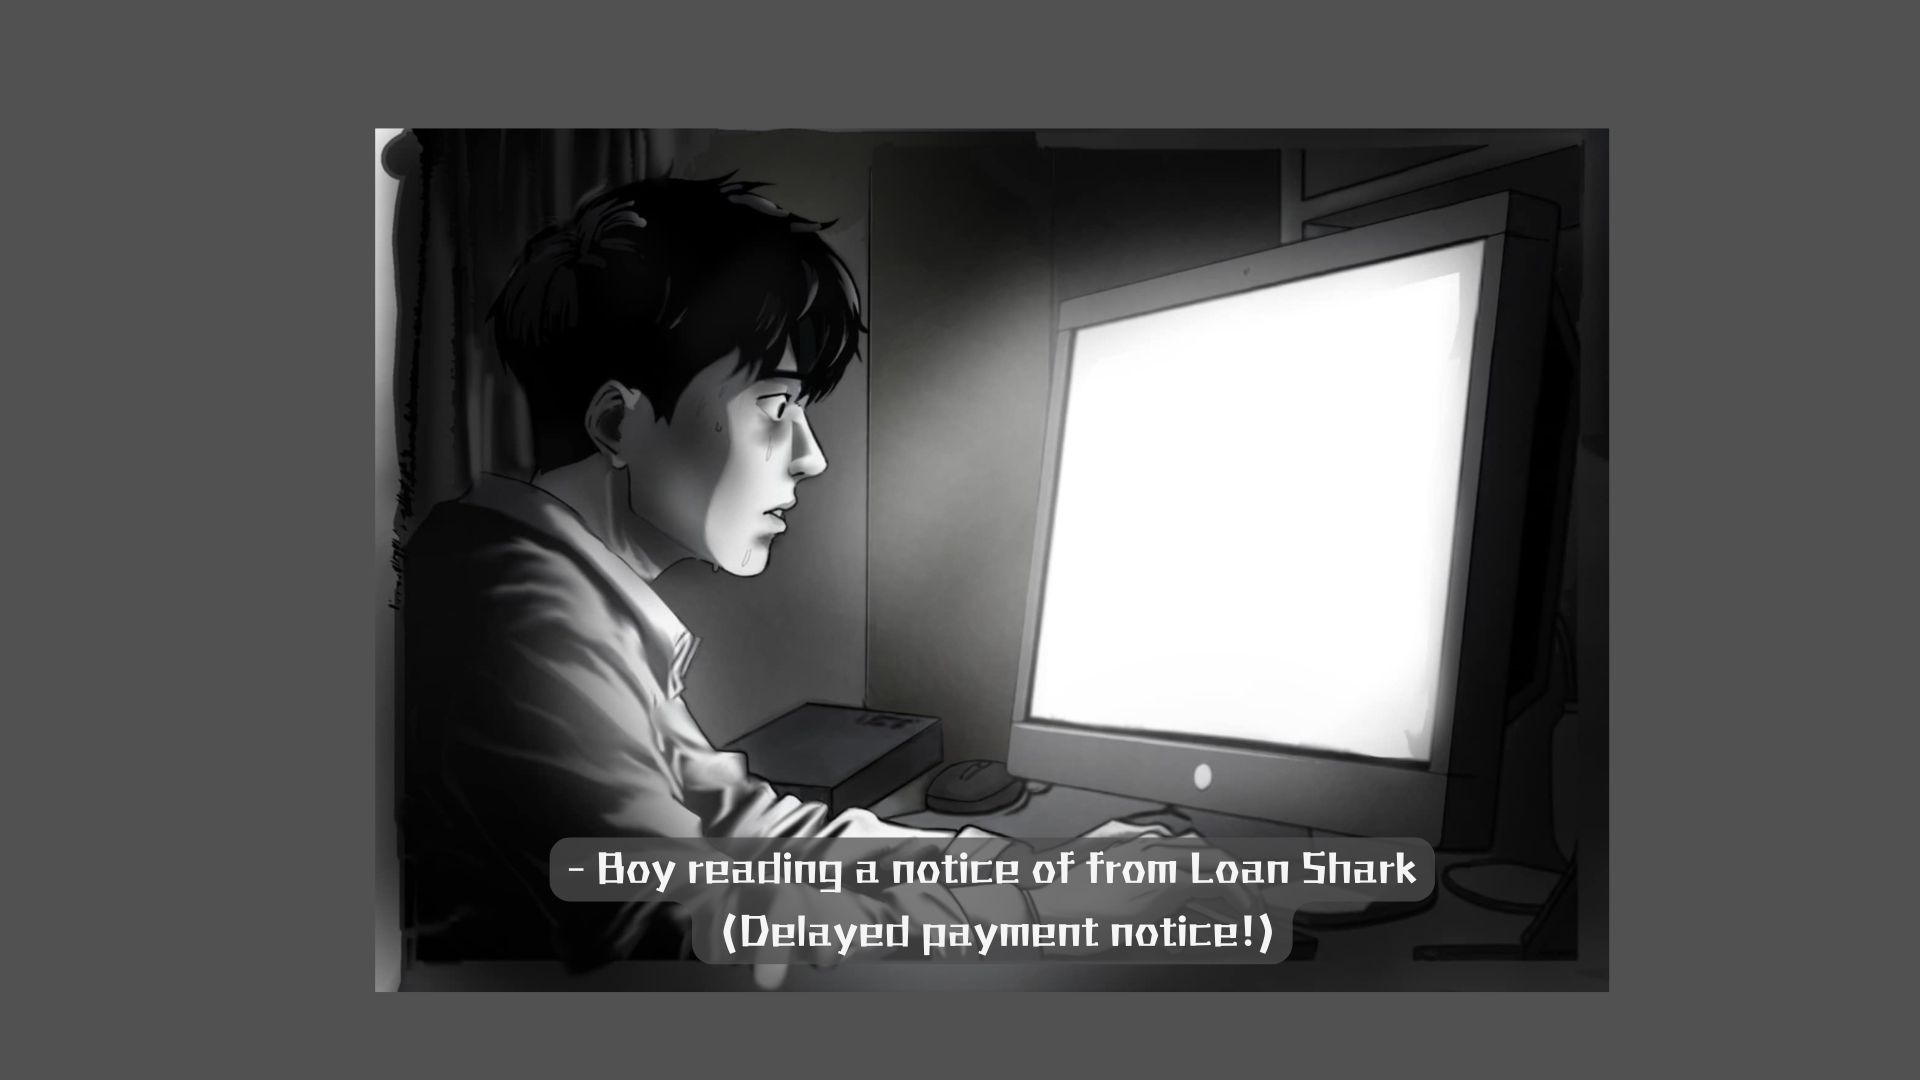 - Boy reading a notice of from Loan Shark
(Delayed payment notice!)